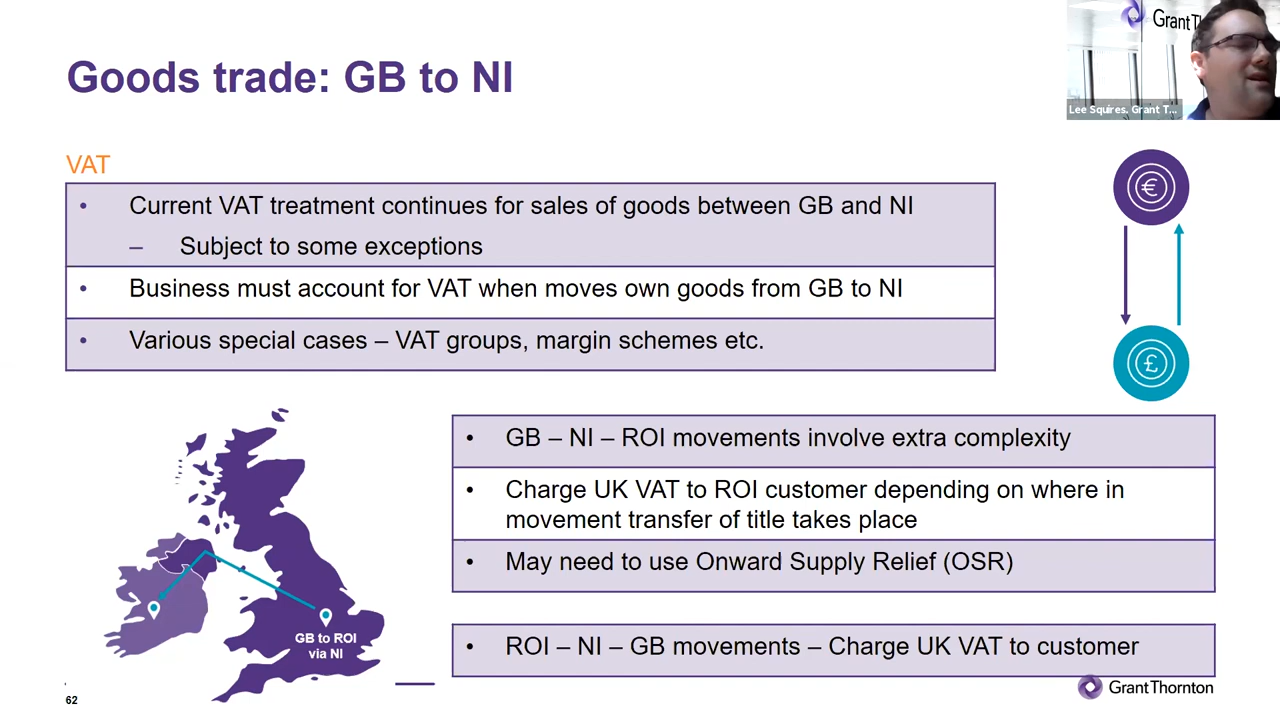 Goods trade: GB to NI
Grant
Lee Squires. Grant T...
VAT
• Current VAT treatment continues for sales of goods between GB and NI
– Subject to some exceptions
• Business must account for VAT when moves own goods from GB to NI
• Various special cases – VAT groups, margin schemes etc.
€
£
• GB – NI – ROI movements involve extra complexity
• Charge UK VAT to ROI customer depending on where in
movement transfer of title takes place
• May need to use Onward Supply Relief (OSR)
GB to ROI
via NI
• ROI – NI – GB movements – Charge UK VAT to customer
62
Grant Thornton